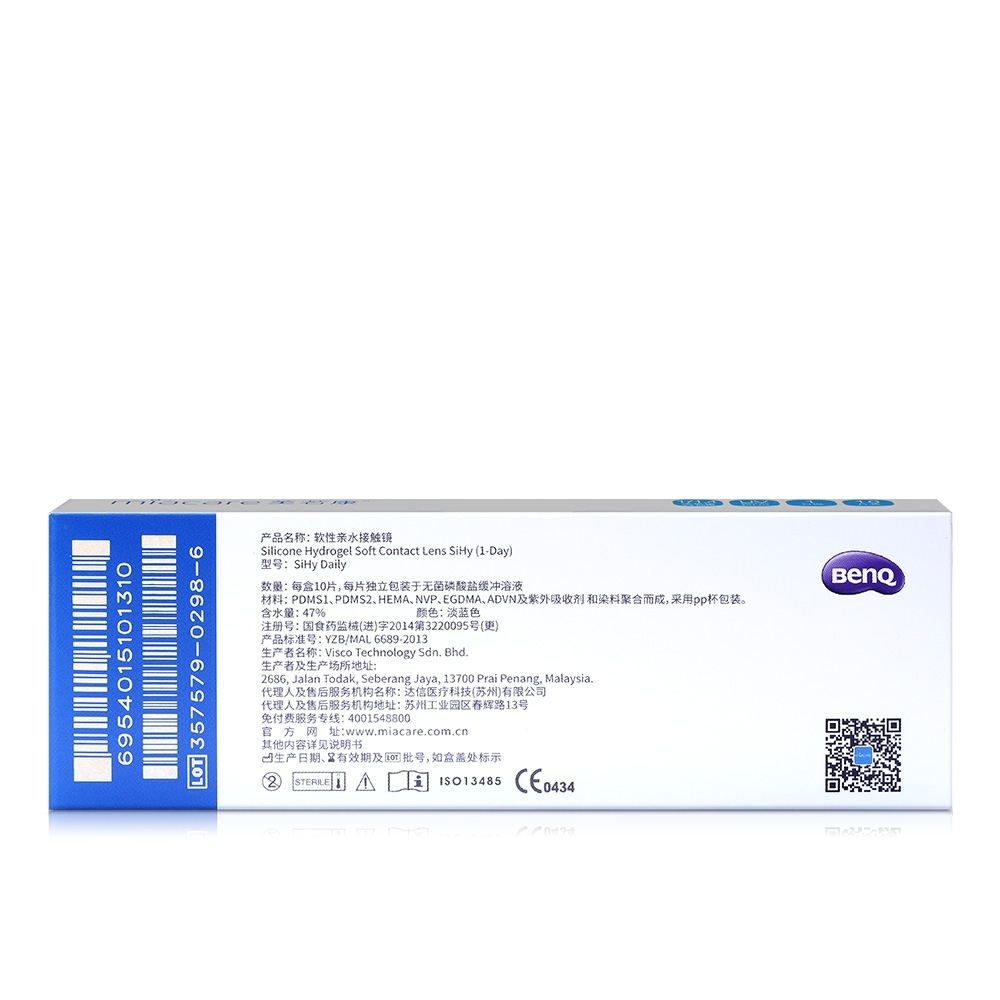 miacare
产品名称：软性亲水接触镜
Silicone Hydrogel Soft Contact Lens SiHy (1-Day)
型号：SiHy Daily
数量：每盒10片，每片独立包装于无菌磷酸盐缓冲溶液
材料：PDMS1、PDMS2、HEMA、NVP、EGDMA、ADVN及紫外吸收剂 和染料聚合而成，采用pp杯包装。
含水量：47% 颜色：淡蓝色
注册号：国食药监械(进)字2014第3220095号(更)
产品标准号：YZB/MAL 6689-2013
生产者名称：Visco Technology Sdn. Bhd.
生产者及生产场所地址:
2686, Jalan Todak, Seberang Jaya, 13700 Prai Penang, Malaysia.
代理人及售后服务机构名称：达信医疗科技(苏州)有限公司
代理人及售后服务机构地址：苏州工业园区春辉路13号
免付费服务专线：4001548800
官 方 网 址:www.miacare.com.cn
其他内容详见说明书
生产日期、有效期及LOT批号，如盒盖处标示
2 STERILE i ISO13485 CE0434
6954015101310
LOT 357579-0298-6
BenQ